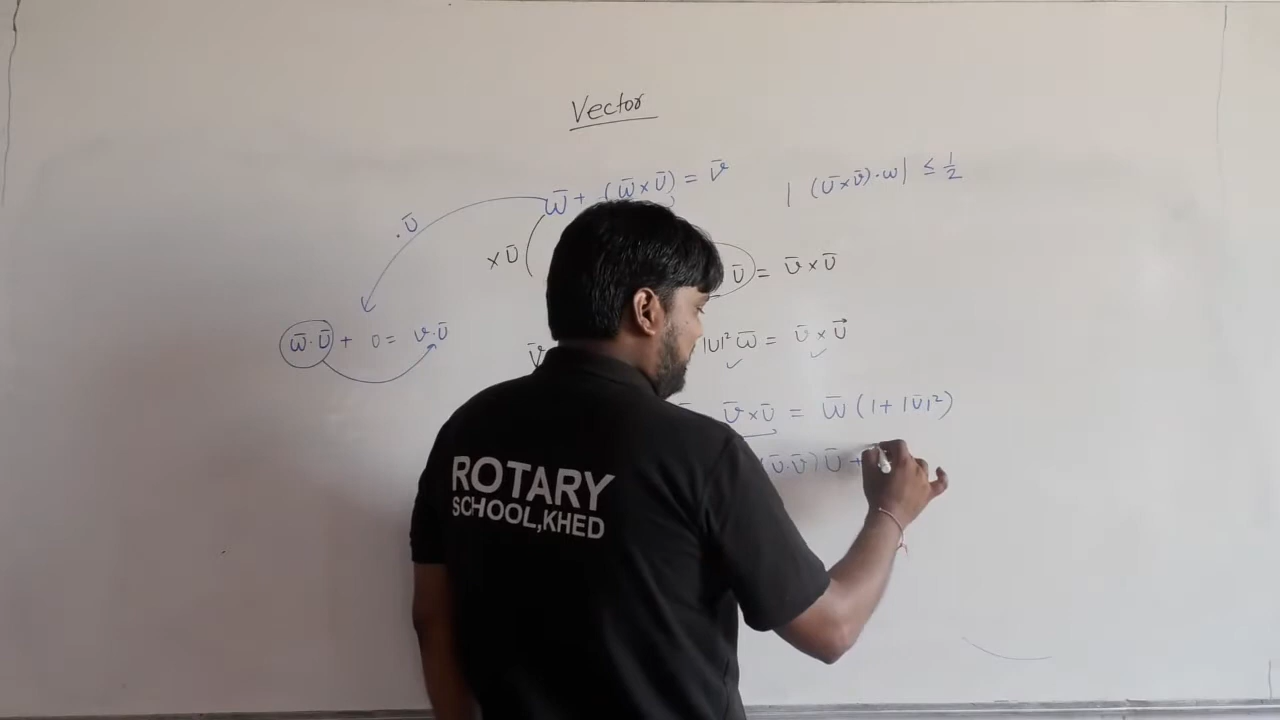 Vector
w̄ + (w̄ × ū) = v̄
| (ū × v̄) · w | ≤ 1/2
· ū
× ū
ū = v̄ × ū
w̄ · ū + 0 = v · ū
v̄
|u|² w̄ = v̄ × u⃗
v̄ × ū = w̄ (1 + |ū|²)
(ū · v̄) ū +
ROTARY
SCHOOL,KHED